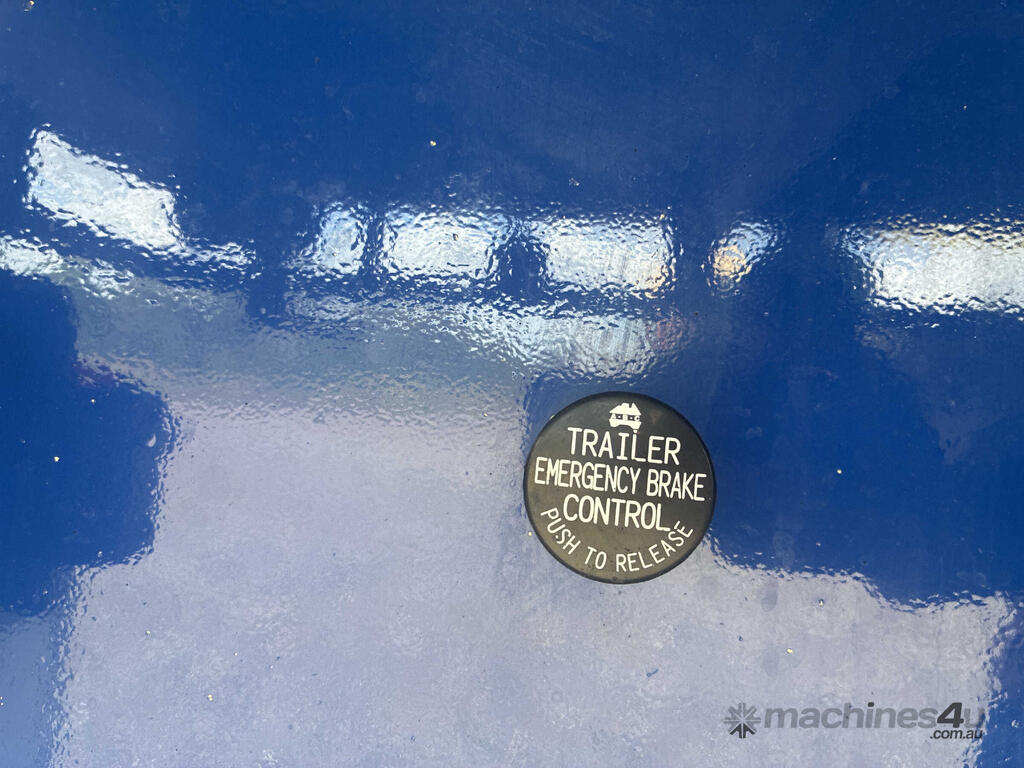 A·B·C
TRAILER
EMERGENCY BRAKE
CONTROL
PUSH TO RELEASE
machines4u
.com.au